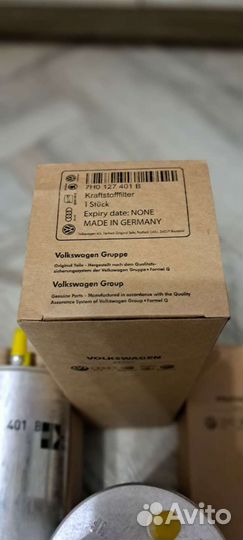 7H0 127 401 B
Kraftstofffilter
1 Stück
Expiry date: NONE
MADE IN GERMANY
Volkswagen Gruppe
Original Teile - Hergestellt nach dem Qualitäts-
sicherungssystem der Volkswagen Gruppe • Formel Q
Volkswagen Group
Genuine Parts - Manufactured in accordance with the Quality
Assurance System of Volkswagen Group • Formel Q
VOLKSWAGEN
401 B
Avito